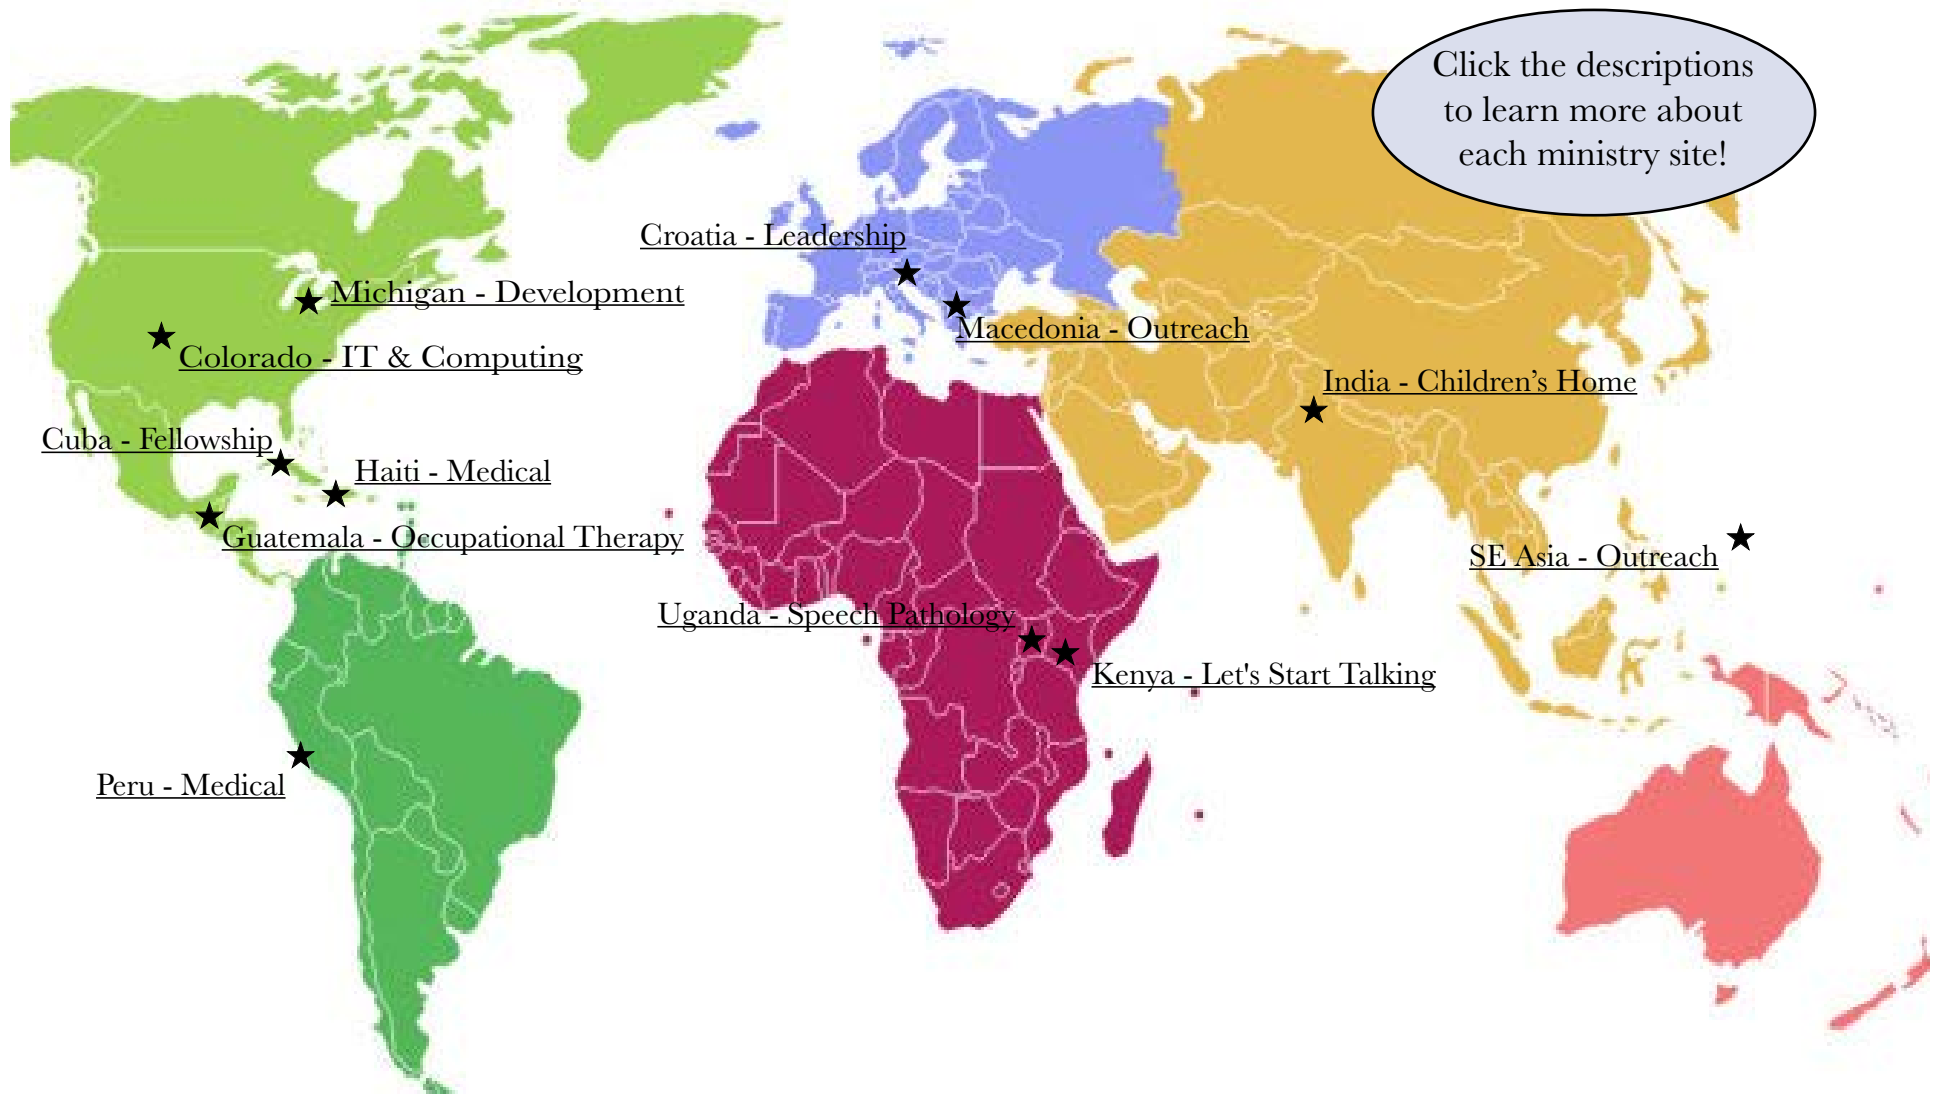 Click the descriptions
to learn more about
each ministry site!
Croatia - Leadership
Michigan - Development
Macedonia - Outreach
Colorado - IT & Computing
India - Children’s Home
Cuba - Fellowship
Haiti - Medical
Guatemala - Occupational Therapy
SE Asia - Outreach
Uganda - Speech Pathology
Kenya - Let's Start Talking
Peru - Medical